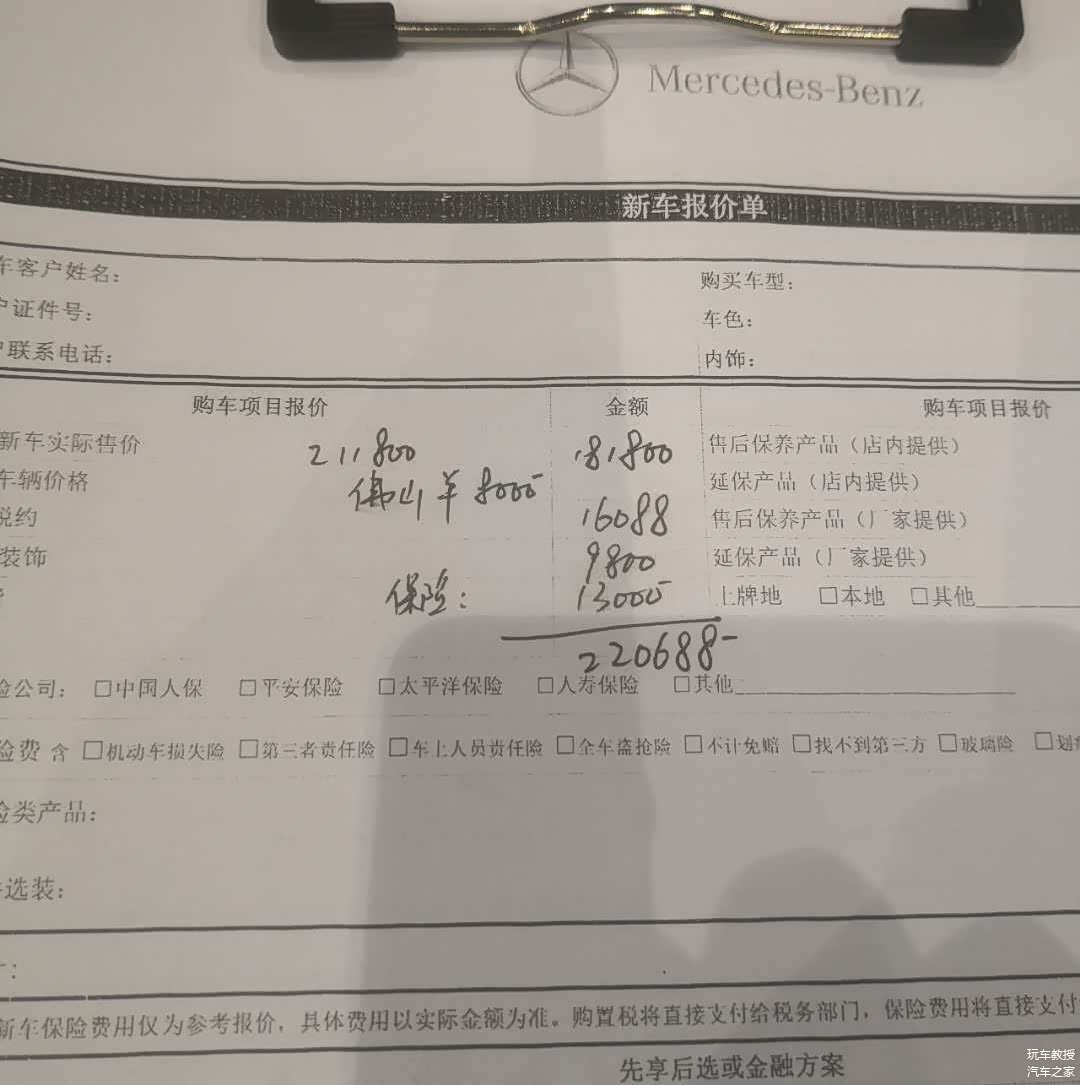 Mercedes-Benz
新车报价单
车客户姓名：
购买车型：
户证件号：
车色：
户联系电话：
内饰：
购车项目报价 金额 购车项目报价
新车实际售价 211800 181800 售后保养产品（店内提供）
车辆价格 佛山羊 8000 延保产品（店内提供）
税约 16088 售后保养产品（厂家提供）
装饰 9800 延保产品（厂家提供）
保险： 13000 上牌地 □本地 □其他
220688-
险公司： □中国人保 □平安保险 □太平洋保险 □人寿保险 □其他
险费 含 □机动车损失险 □第三者责任险 □车上人员责任险 □全车盗抢险 □不计免赔 □找不到第三方 □玻璃险 □划
险类产品：
选装：
新车保险费用仅为参考报价，具体费用以实际金额为准。购置税将直接支付给税务部门，保险费用将直接支付
先享后选或金融方案
玩车教授
汽车之家